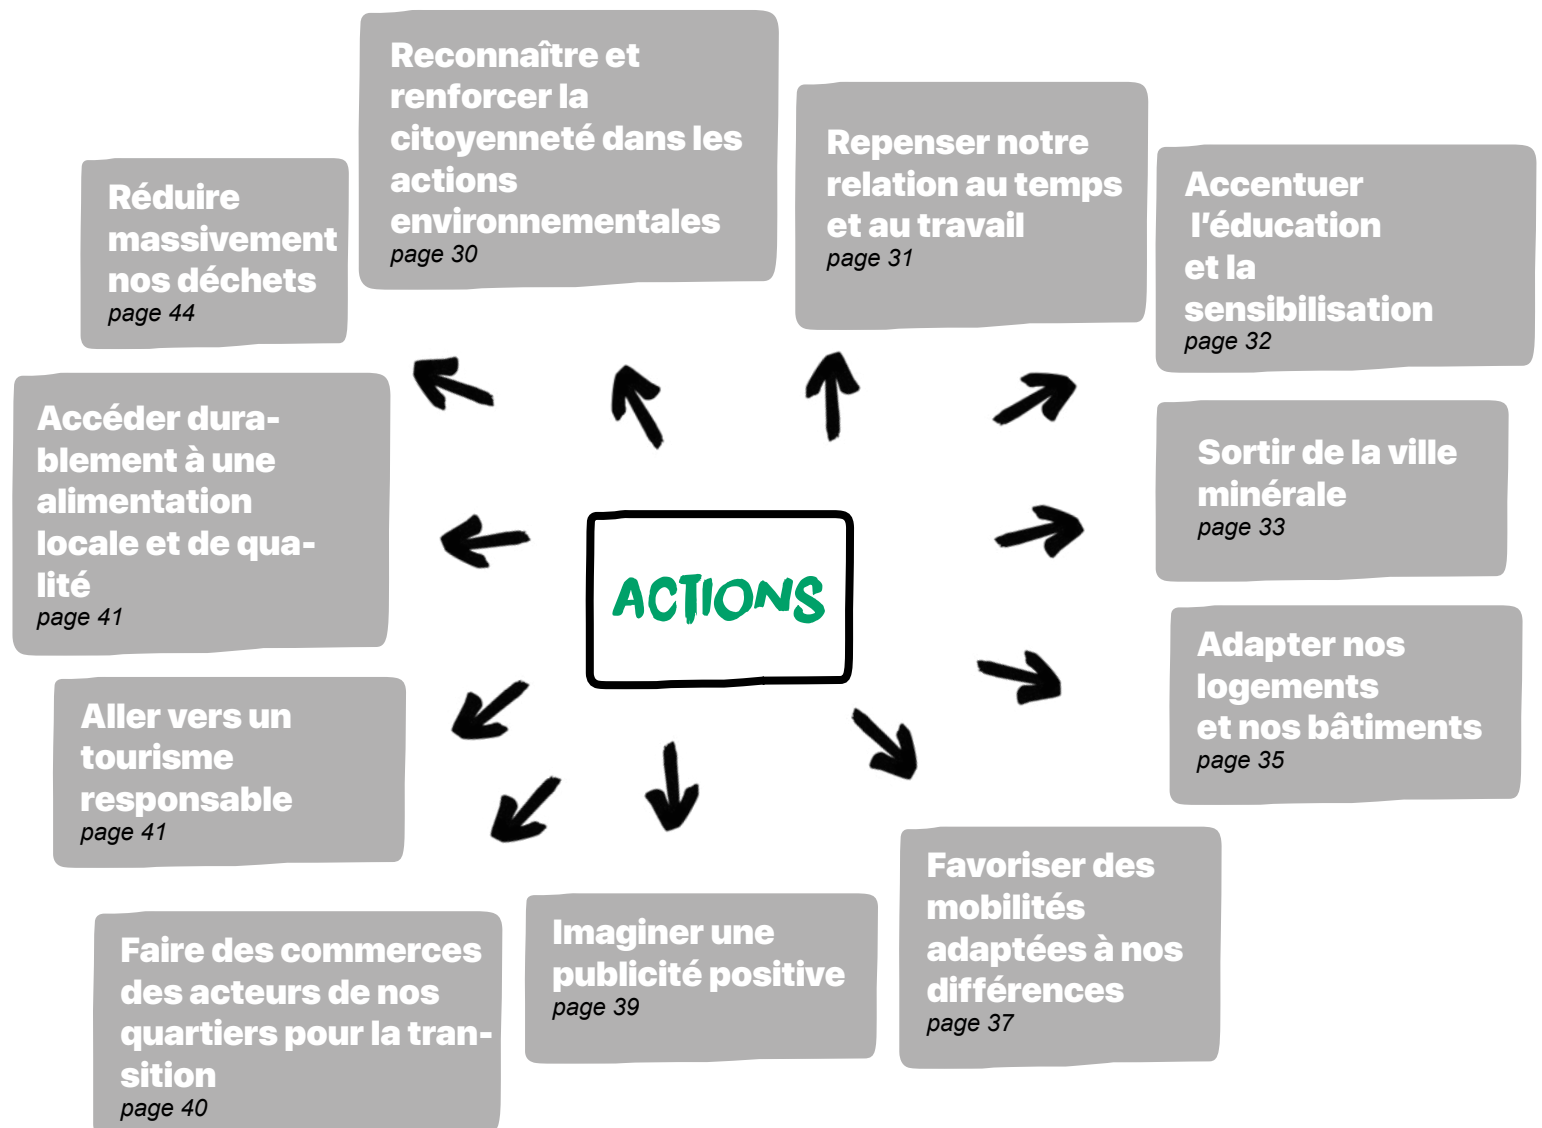 Reconnaître et
renforcer la
citoyenneté dans les
actions
environnementales
page 30
Repenser notre
relation au temps
et au travail
page 31
Accentuer
l’éducation
et la
sensibilisation
page 32
Sortir de la ville
minérale
page 33
Adapter nos
logements
et nos bâtiments
page 35
Favoriser des
mobilités
adaptées à nos
différences
page 37
Imaginer une
publicité positive
page 39
Faire des commerces
des acteurs de nos
quartiers pour la tran-
sition
page 40
Aller vers un
tourisme
responsable
page 41
Accéder dura-
blement à une
alimentation
locale et de qua-
lité
page 41
Réduire
massivement
nos déchets
page 44
ACTIONS